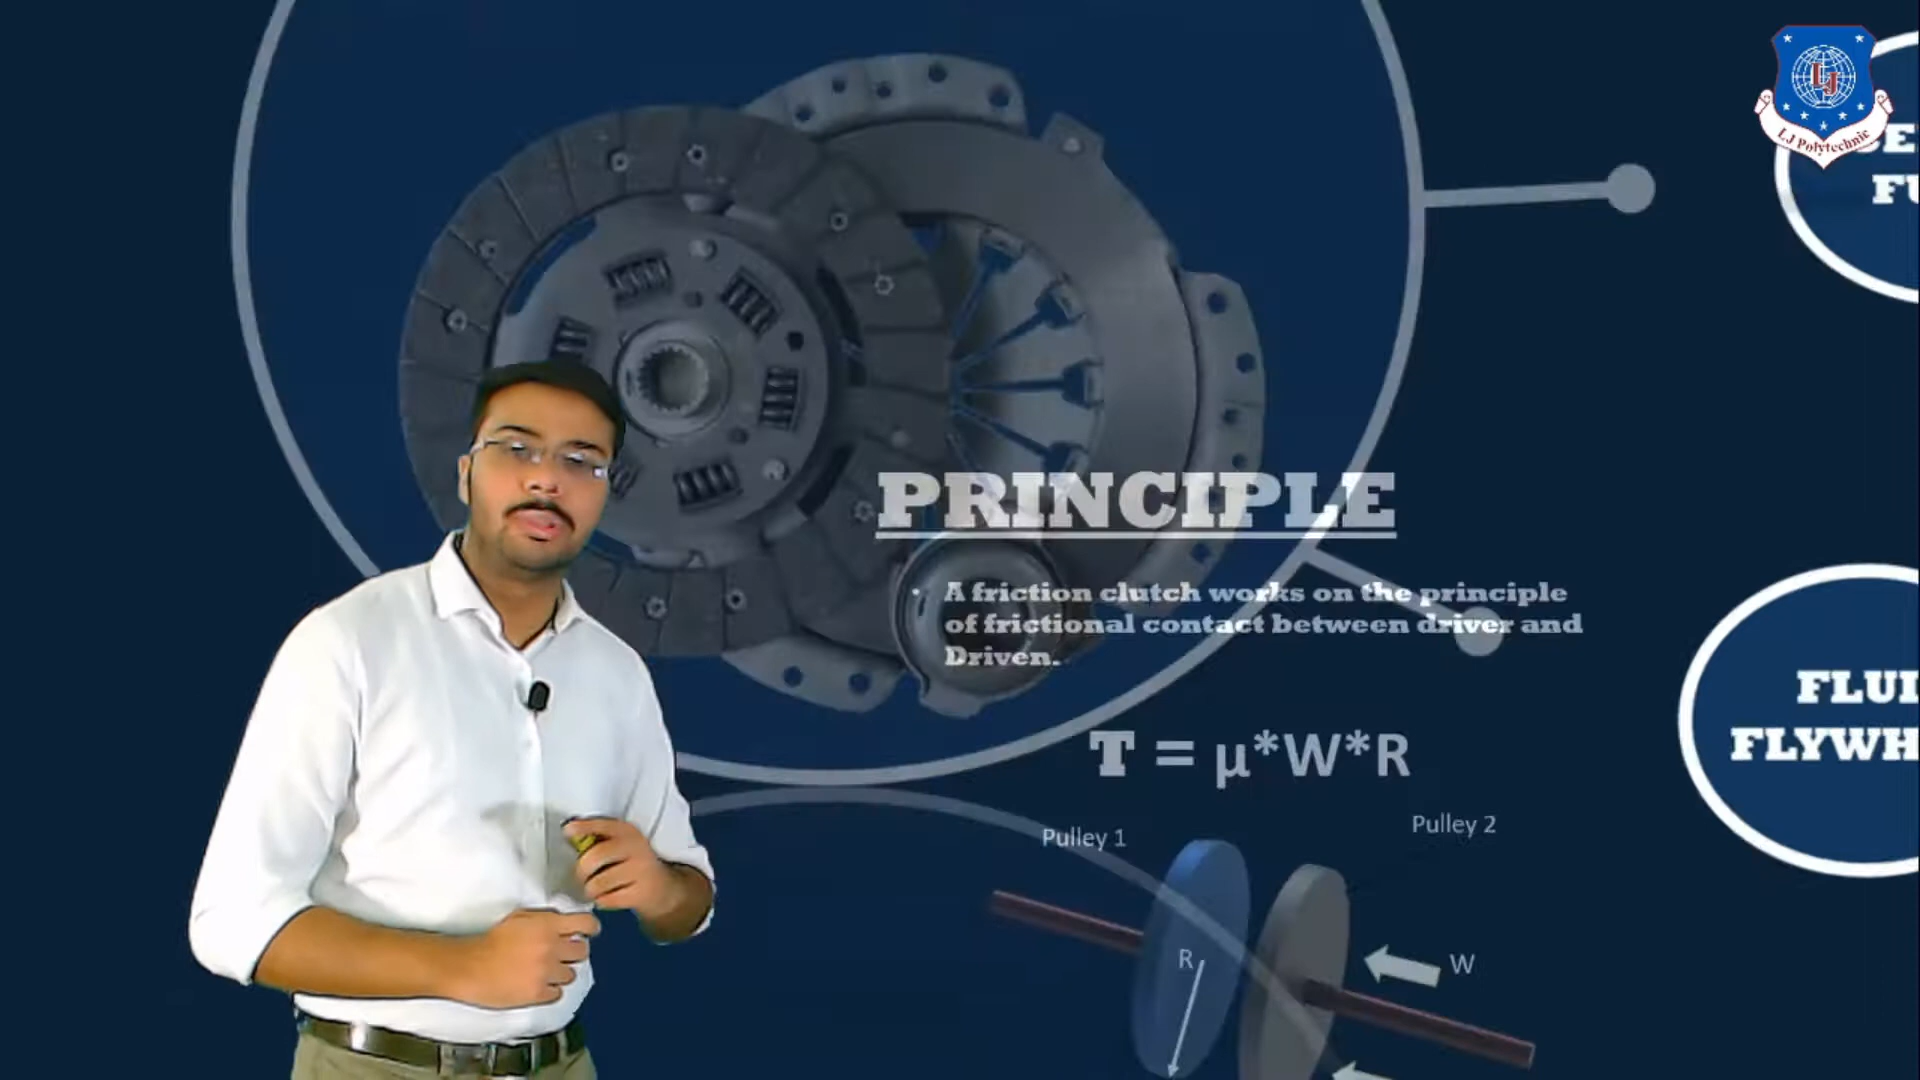 LJ
LJ Polytechnic
PRINCIPLE
• A friction clutch works on the principle
of frictional contact between driver and
Driven.
T = µ*W*R
Pulley 1
Pulley 2
R
W
FLUI
FLYWH